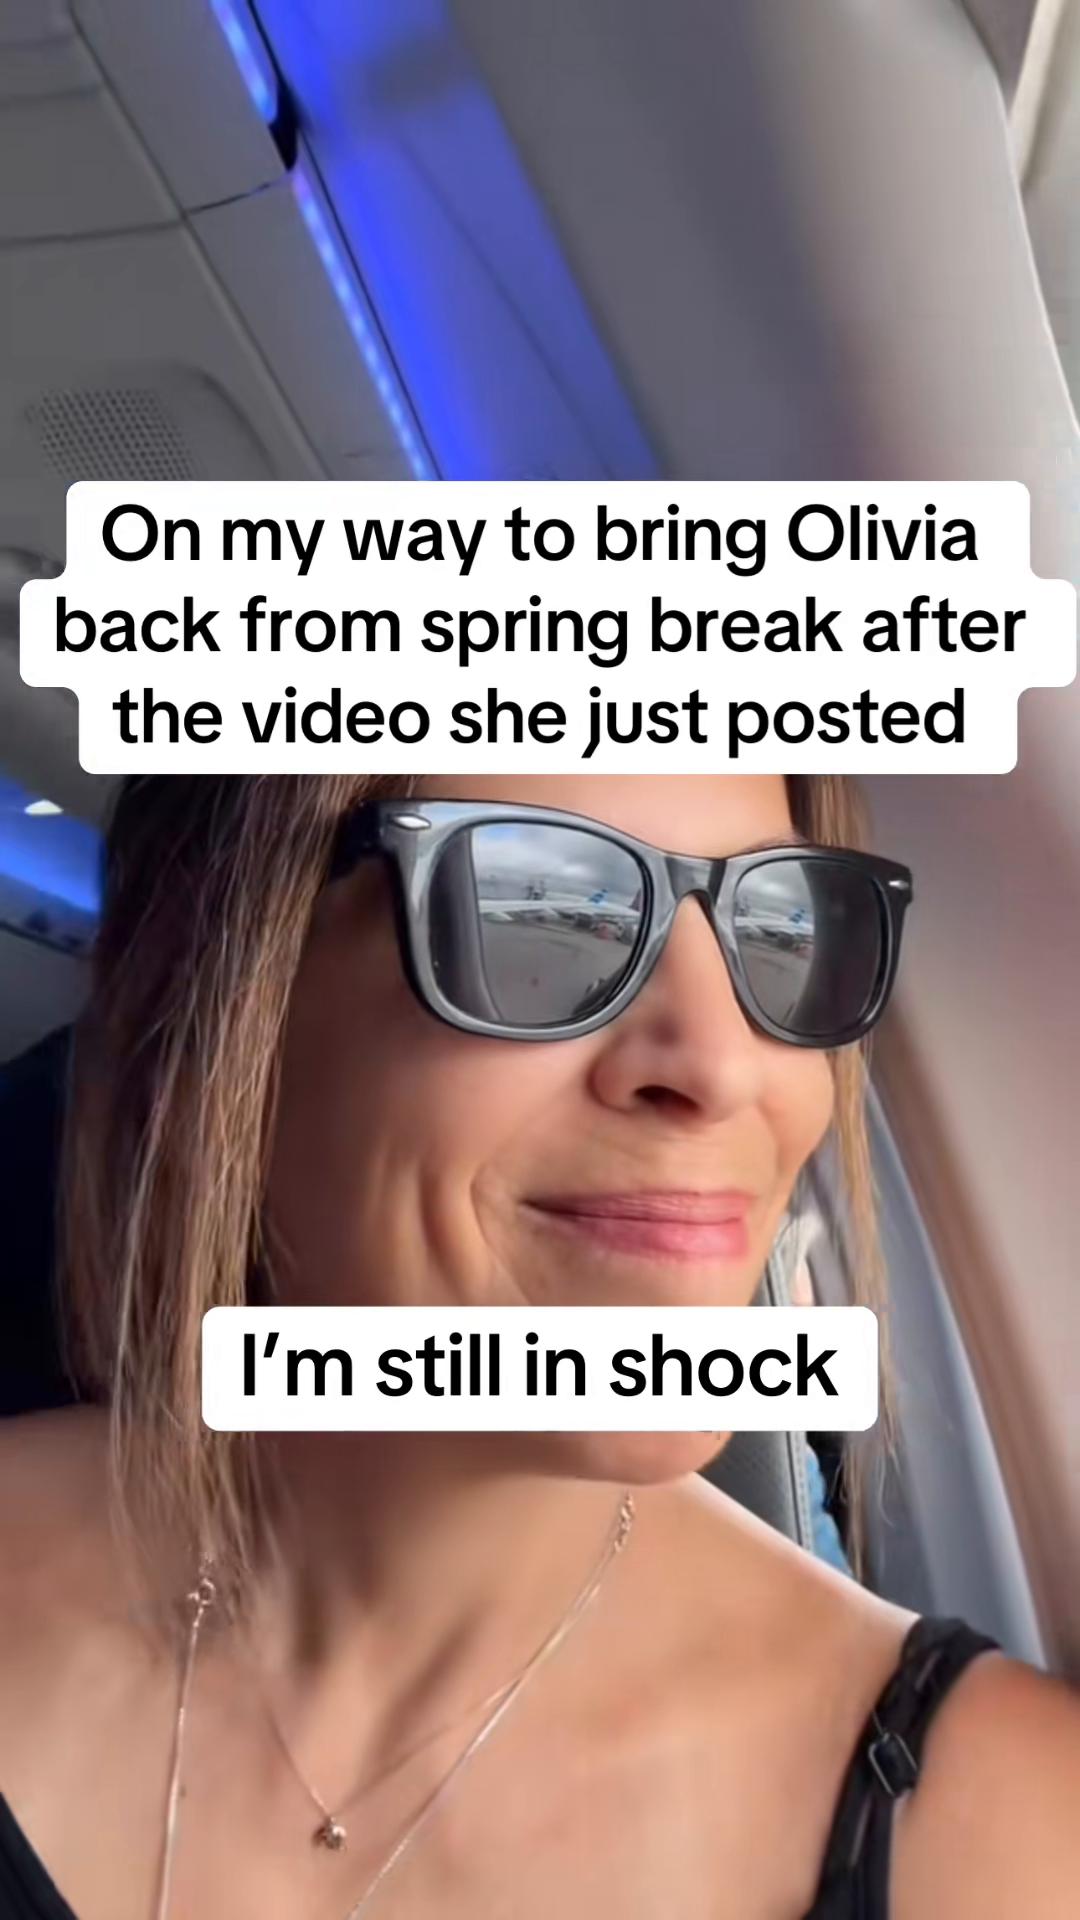 On my way to bring Olivia
back from spring break after
the video she just posted
I’m still in shock